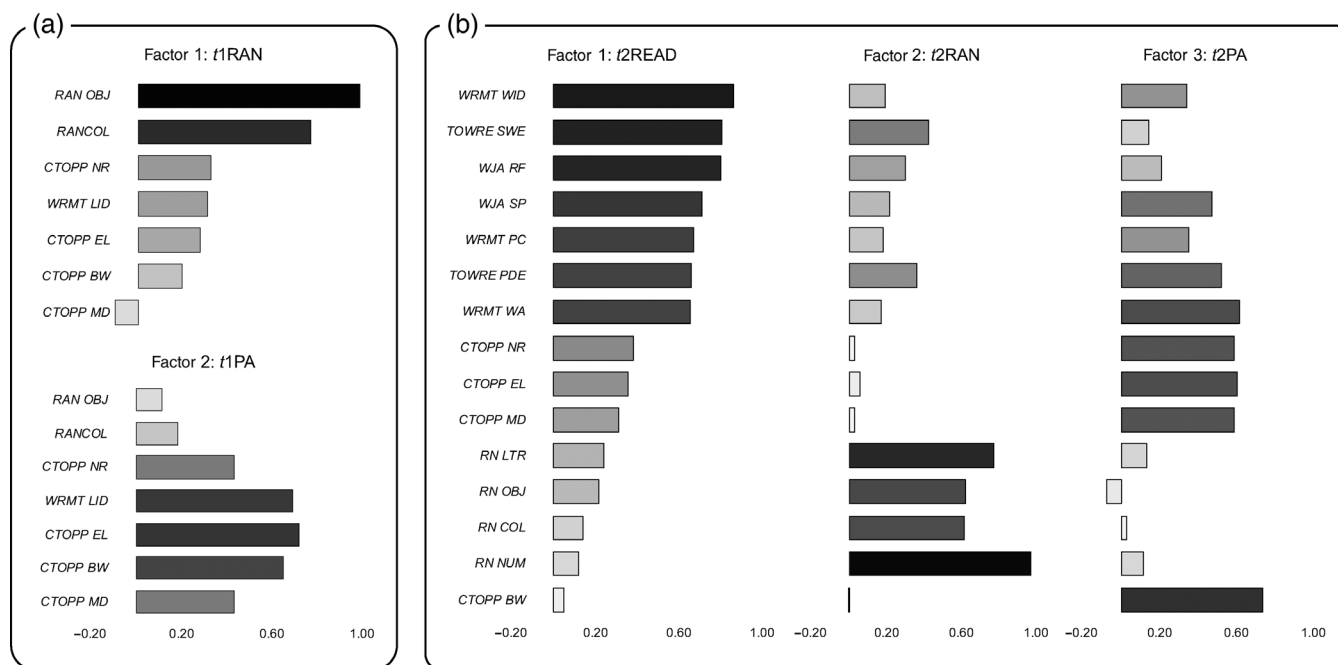 (a)
Factor 1: t1RAN
RAN OBJ
RANCOL
CTOPP NR
WRMT LID
CTOPP EL
CTOPP BW
CTOPP MD
Factor 2: t1PA
RAN OBJ
RANCOL
CTOPP NR
WRMT LID
CTOPP EL
CTOPP BW
CTOPP MD
−0.20 0.20 0.60 1.00
(b)
Factor 1: t2READ Factor 2: t2RAN Factor 3: t2PA
WRMT WID
TOWRE SWE
WJA RF
WJA SP
WRMT PC
TOWRE PDE
WRMT WA
CTOPP NR
CTOPP EL
CTOPP MD
RN LTR
RN OBJ
RN COL
RN NUM
CTOPP BW
−0.20 0.20 0.60 1.00 −0.20 0.20 0.60 1.00 −0.20 0.20 0.60 1.00